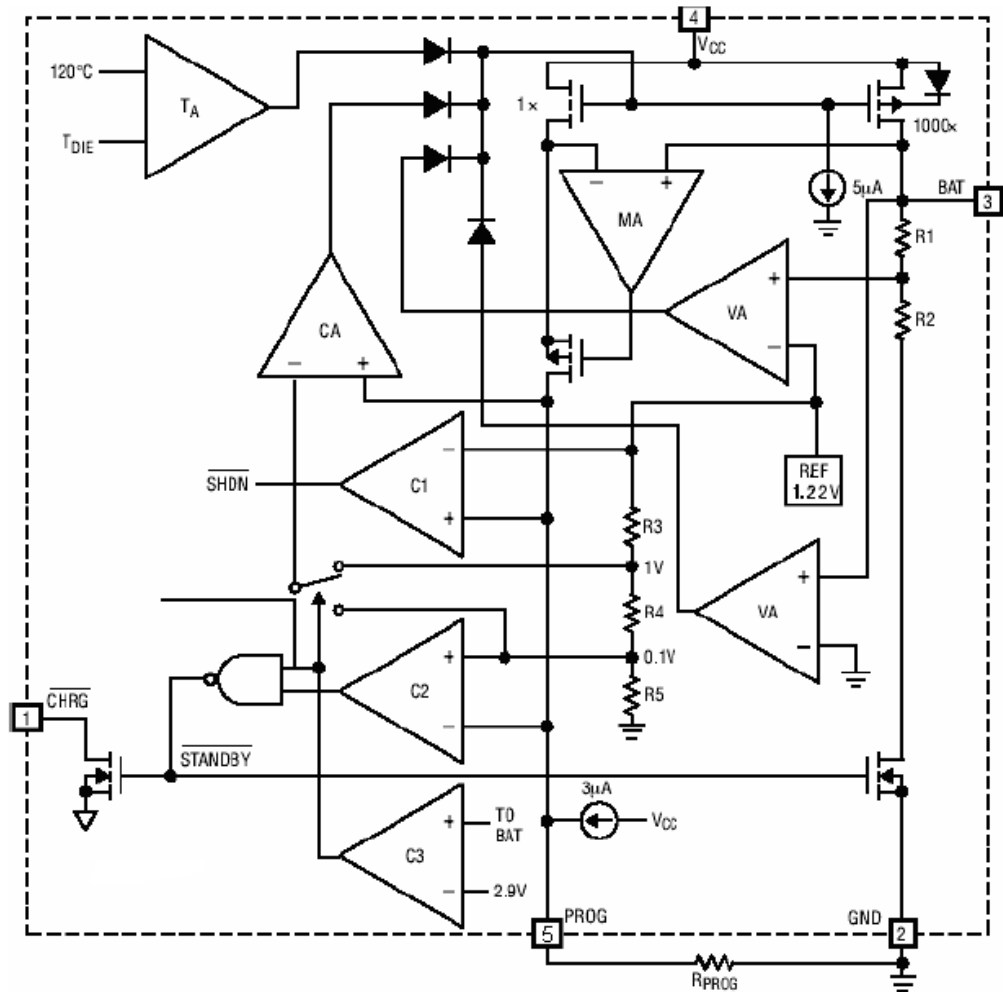 4
VCC
120°C
TA
TDIE
1×
1000×
5μA
BAT
3
− +
MA
R1
+
VA
−
R2
CA
− +
REF
1.22V
SHDN
−
C1
+
R3
1V
+
VA
−
R4
0.1V
+
C2
−
R5
CHRG
1
STANDBY
3μA
VCC
+
TO
BAT
C3
−
2.9V
PROG
5
GND
2
RPROG